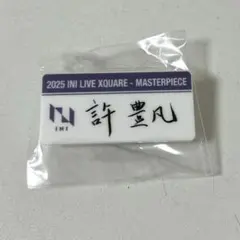 2025 INI LIVE XQUARE - MASTERPIECE
INI
許豊凡